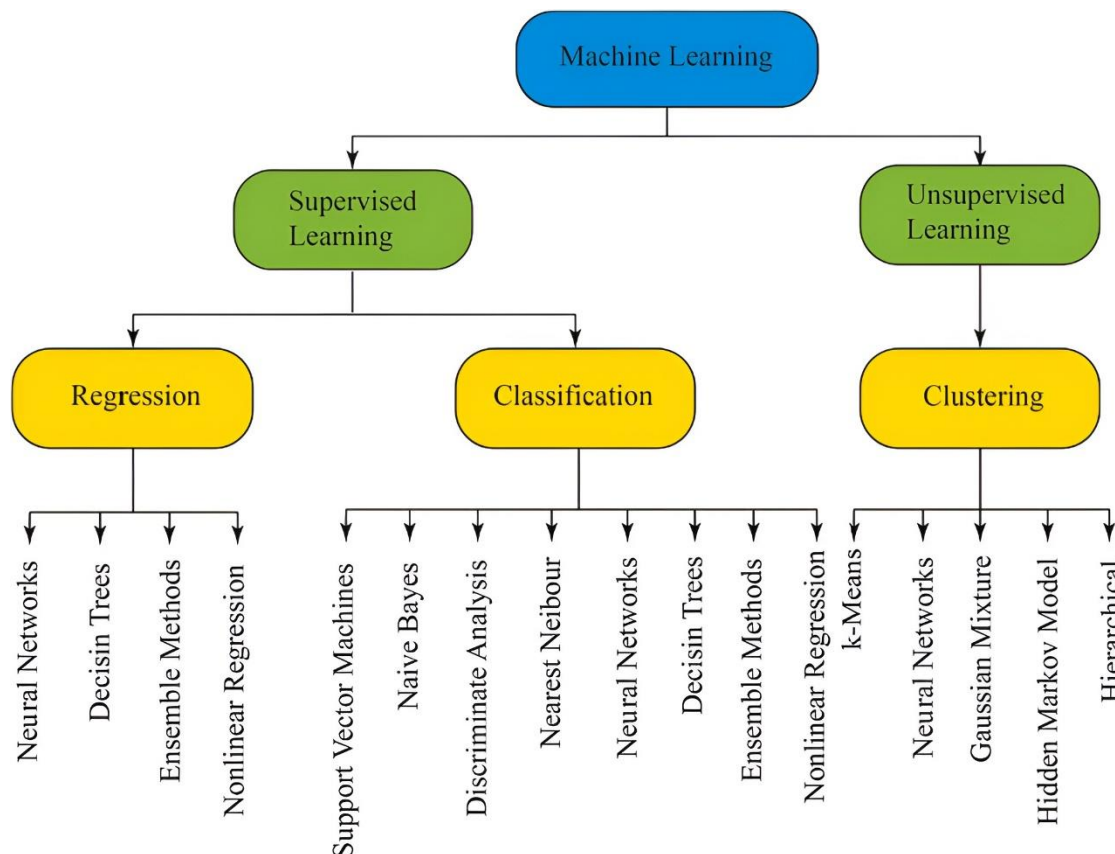 Machine Learning
Supervised
Learning
Unsupervised
Learning
Regression
Classification
Clustering
Neural Networks
Decisin Trees
Ensemble Methods
Nonlinear Regression
Support Vector Machines
Naive Bayes
Discriminate Analysis
Nearest Neibour
Neural Networks
Decisin Trees
Ensemble Methods
Nonlinear Regression
k-Means
Neural Networks
Gaussian Mixture
Hidden Markov Model
Hierarchical